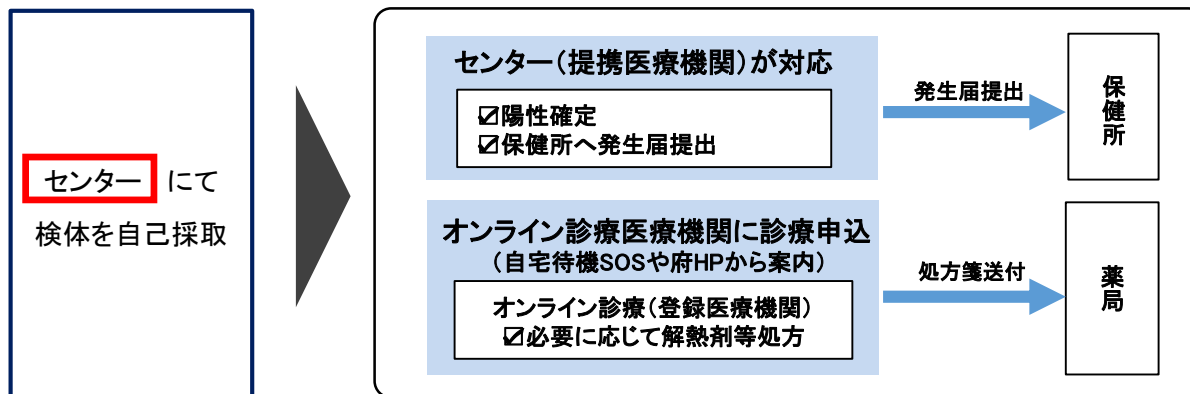 センター にて
検体を自己採取
センター（提携医療機関）が対応
☑陽性確定
☑保健所へ発生届提出
発生届提出
保健所
オンライン診療医療機関に診療申込
（自宅待機SOSや府HPから案内）
オンライン診療（登録医療機関）
☑必要に応じて解熱剤等処方
処方箋送付
薬局